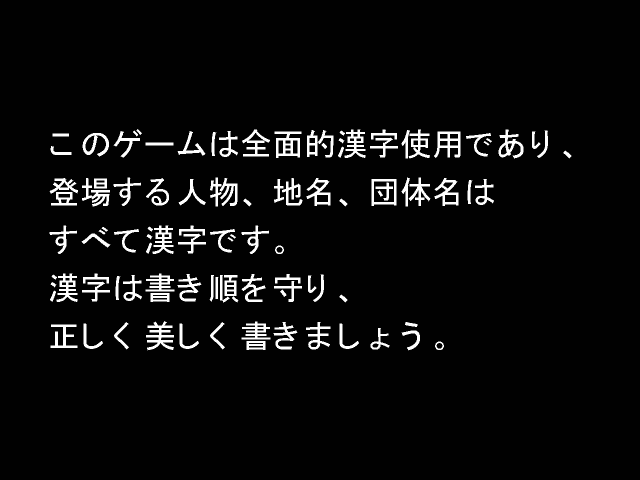 このゲームは全面的漢字使用であり、
登場する人物、地名、団体名は
すべて漢字です。
漢字は書き順を守り、
正しく美しく書きましょう。